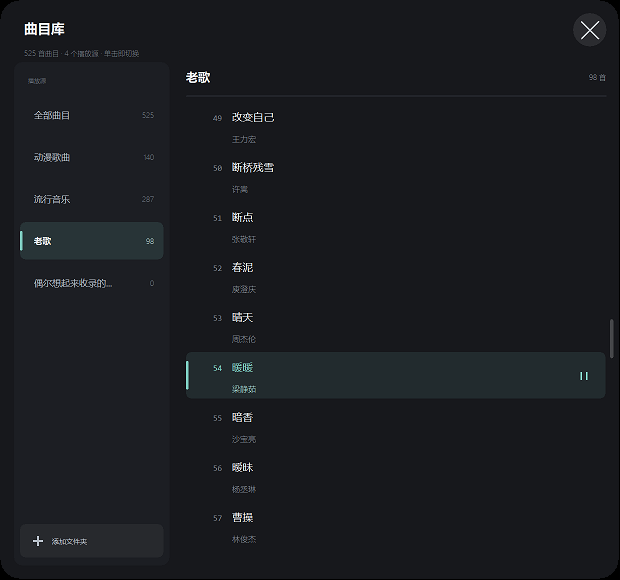 曲目库
525 首曲目 · 4 个播放源 · 单击即切换
播放源
全部曲目 525
动漫歌曲 140
流行音乐 287
老歌 98
偶尔想起来收录的... 0
添加文件夹
老歌 98 首
49 改变自己
王力宏
50 断桥残雪
许嵩
51 断点
张敬轩
52 春泥
庾澄庆
53 晴天
周杰伦
54 暖暖
梁静茹
55 暗香
沙宝亮
56 暧昧
杨丞琳
57 曹操
林俊杰